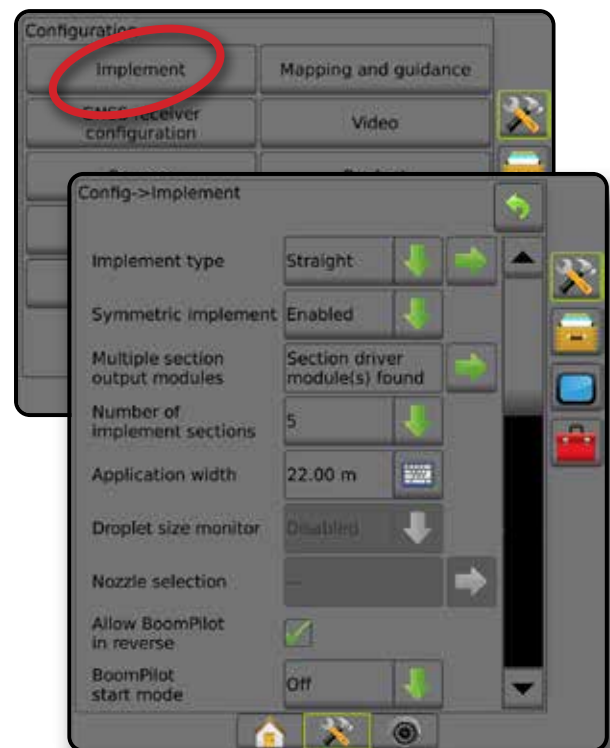 Configuration
Implement
Mapping and guidance
GNSS receiver
configuration
Video
Config->Implement
Implement type
Straight
Symmetric implement
Enabled
Multiple section
output modules
Section driver
module(s) found
Number of
implement sections
5
Application width
22.00 m
Droplet size monitor
Disabled
Nozzle selection
---
Allow BoomPilot
in reverse
BoomPilot
start mode
Off